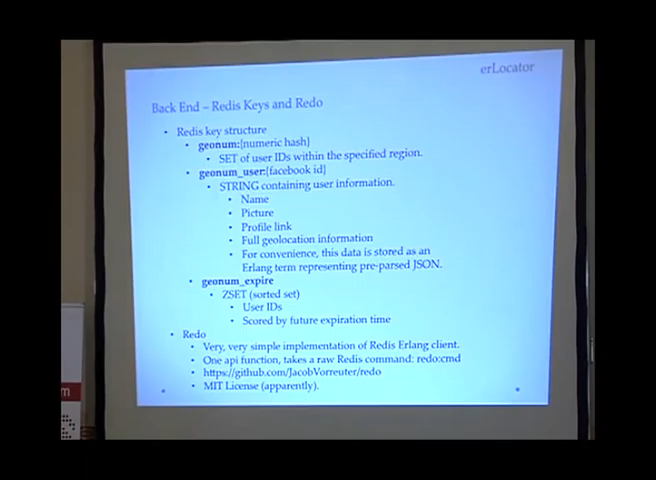 erLocator
Back End – Redis Keys and Redo
• Redis key structure
• geonum:{numeric hash}
• SET of user IDs within the specified region.
• geonum_user:{facebook id}
• STRING containing user information.
• Name
• Picture
• Profile link
• Full geolocation information
• For convenience, this data is stored as an
Erlang term representing pre-parsed JSON.
• geonum_expire
• ZSET (sorted set)
• User IDs
• Scored by future expiration time
• Redo
• Very, very simple implementation of Redis Erlang client.
• One api function, takes a raw Redis command: redo:cmd
• https://github.com/JacobVorreuter/redo
• MIT License (apparently).
m